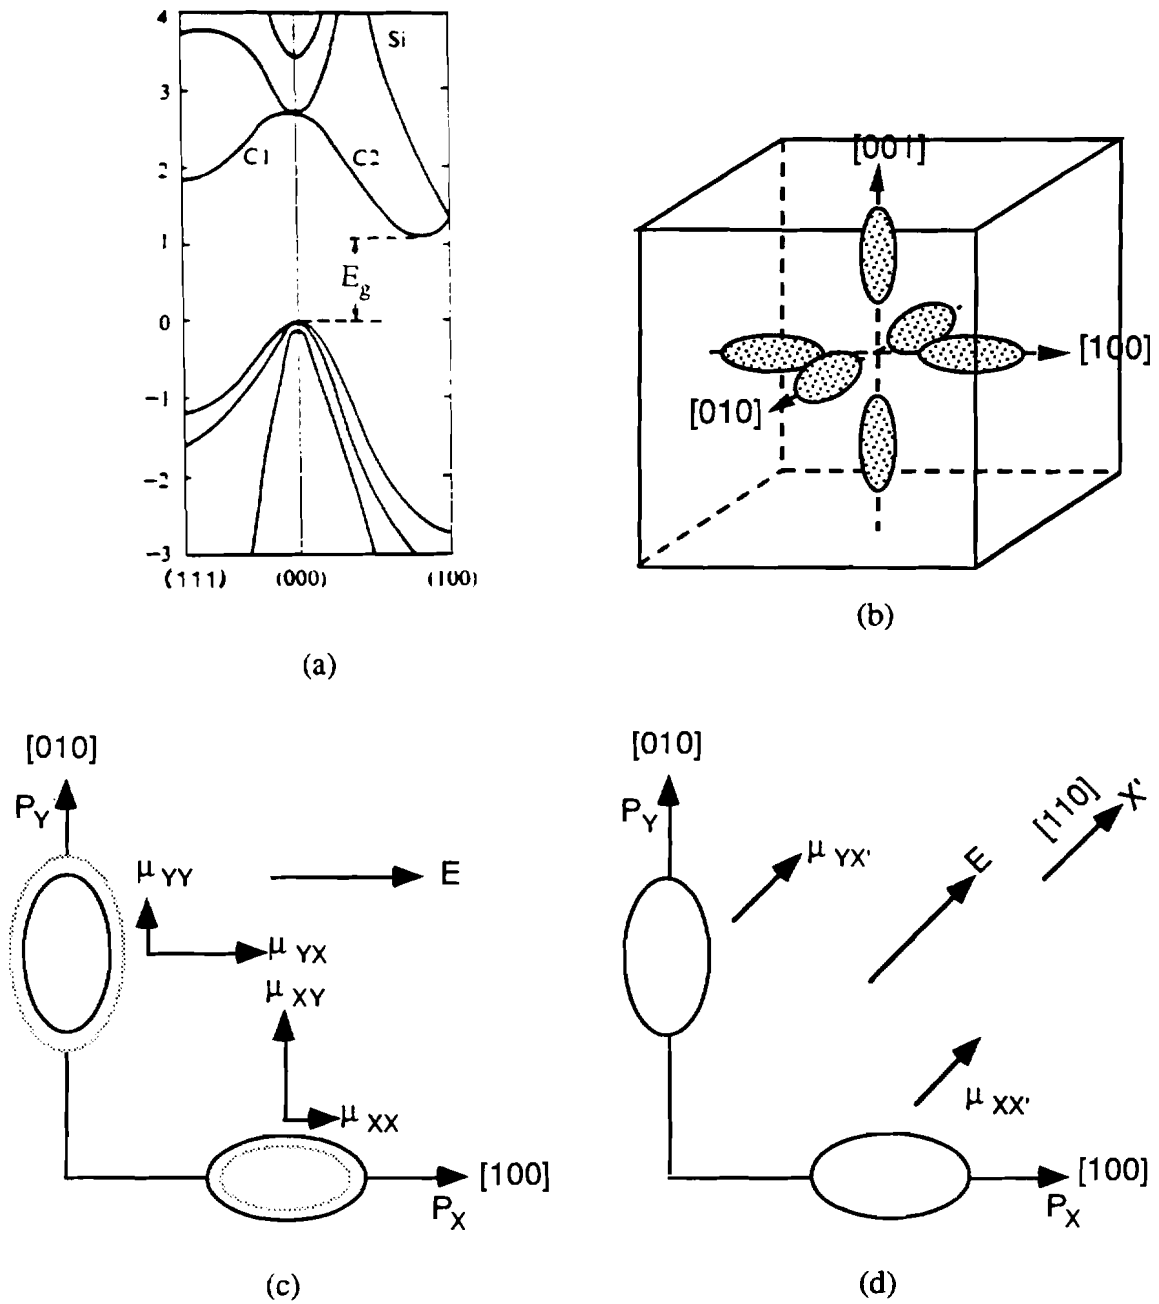 4
Si
3
C1
C2
2
1
E_g
0
-1
-2
-3
(111)
(000)
(100)
(a)
[001]
[100]
[010]
(b)
[010]
P_Y
μ_YY
E
μ_YX
μ_XY
μ_XX
[100]
P_X
(c)
[010]
P_Y
μ_YX'
E
[110]
X'
μ_XX'
[100]
P_X
(d)